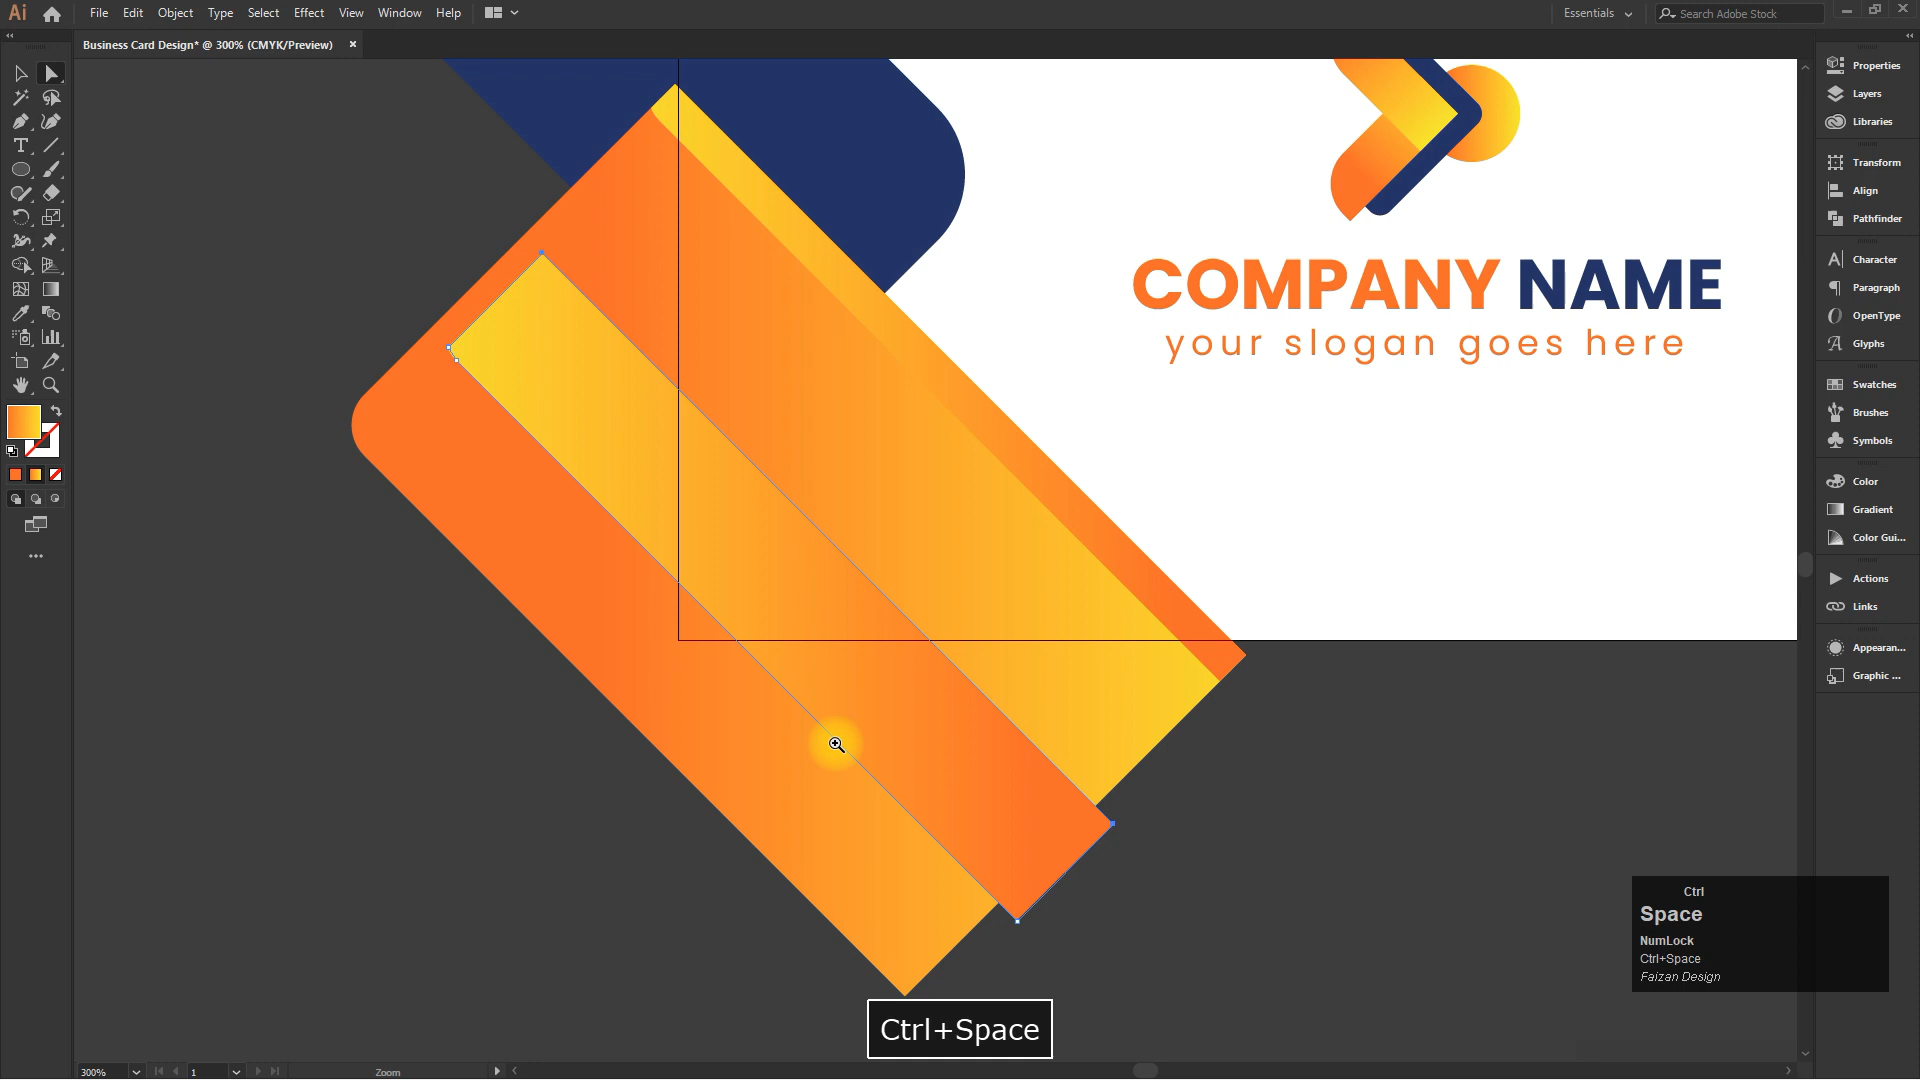 Ai
File Edit Object Type Select Effect View Window Help
Essentials
Search Adobe Stock
Business Card Design* @ 300% (CMYK/Preview) ×
Properties
Layers
Libraries
Transform
Align
Pathfinder
Character
Paragraph
OpenType
Glyphs
Swatches
Brushes
Symbols
Color
Gradient
Color Gui...
Actions
Links
Appearan...
Graphic ...
COMPANY NAME
your slogan goes here
Ctrl
Space
NumLock
Ctrl+Space
Faizan Design
Ctrl+Space
300%
1
Zoom